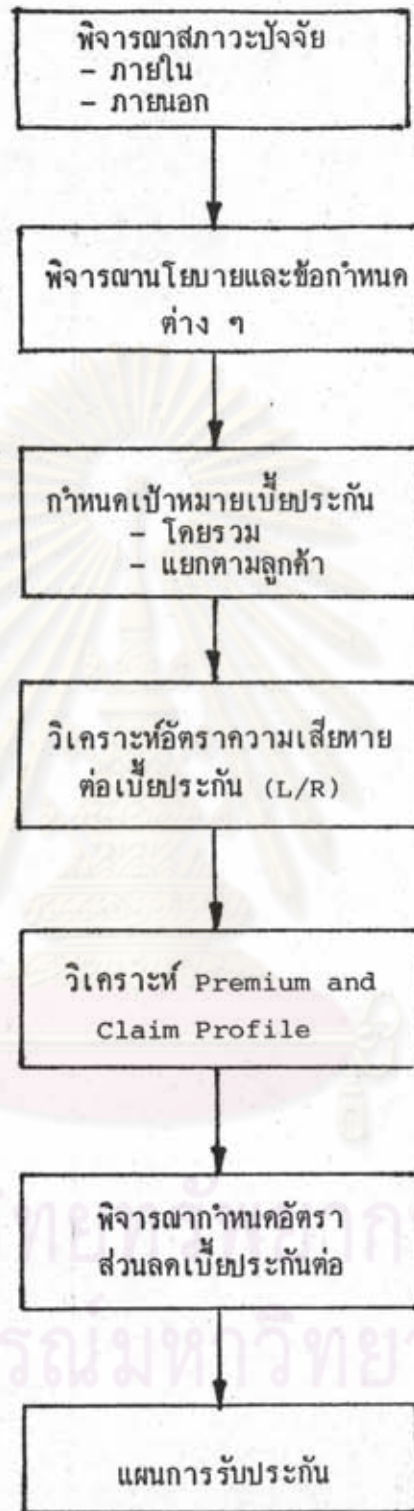 พิจารณาสภาวะปัจจัย
- ภายใน
- ภายนอก
พิจารณานโยบายและข้อกำหนด
ต่าง ๆ
กำหนดเป้าหมายเบี้ยประกัน
- โดยรวม
- แยกตามลูกค้า
วิเคราะห์อัตราความเสียหาย
ต่อเบี้ยประกัน (L/R)
วิเคราะห์ Premium and
Claim Profile
พิจารณากำหนดอัตรา
ส่วนลดเบี้ยประกันต่อ
แผนการรับประกัน